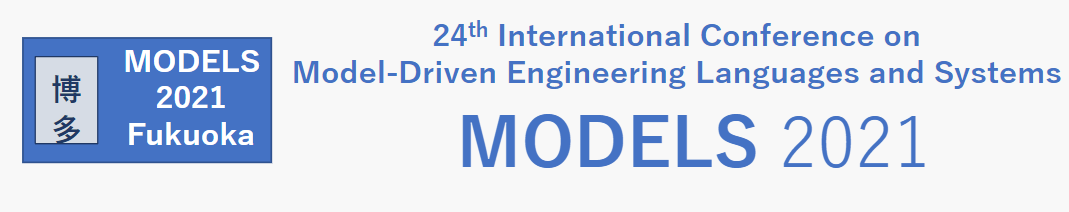 博
多
MODELS
2021
Fukuoka
24th International Conference on
Model-Driven Engineering Languages and Systems
MODELS 2021